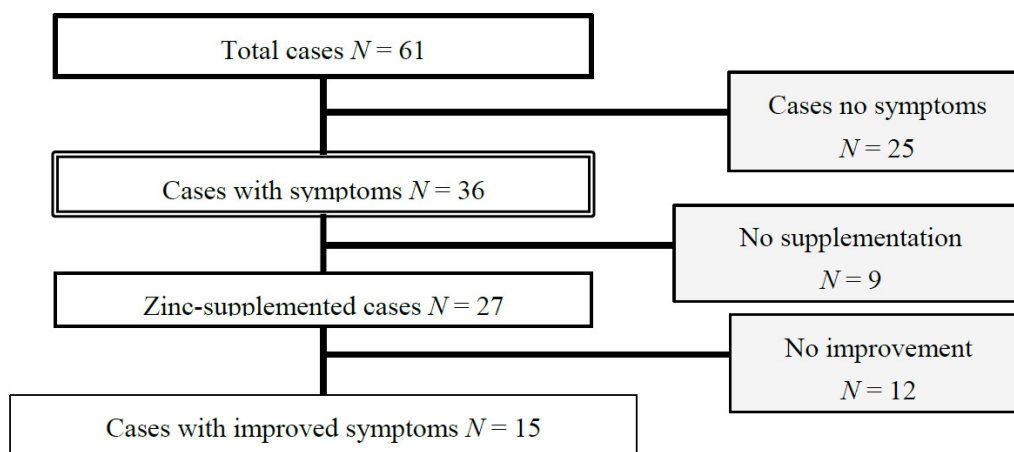 Total cases N = 61
Cases no symptoms
N = 25
Cases with symptoms N = 36
No supplementation
N = 9
Zinc-supplemented cases N = 27
No improvement
N = 12
Cases with improved symptoms N = 15